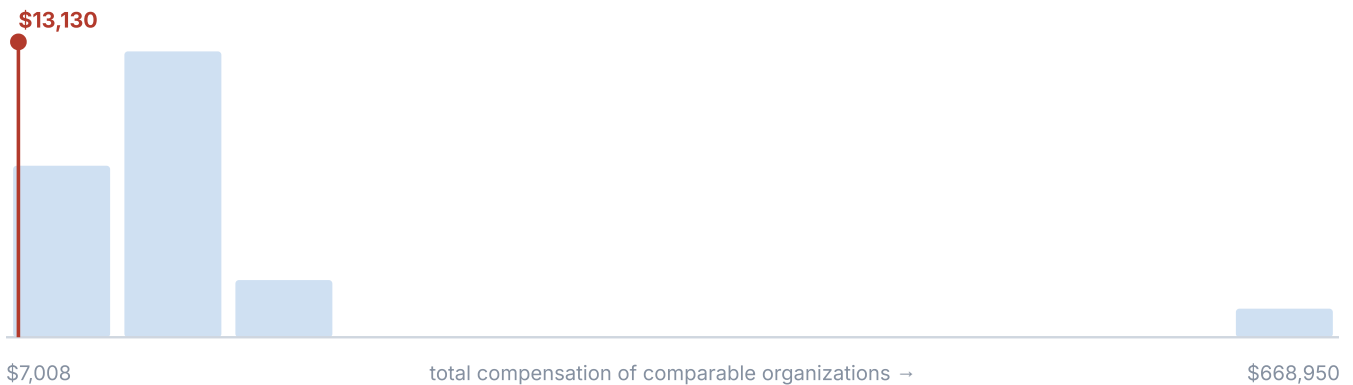 $13,130
$7,008
total compensation of comparable organizations →
$668,950